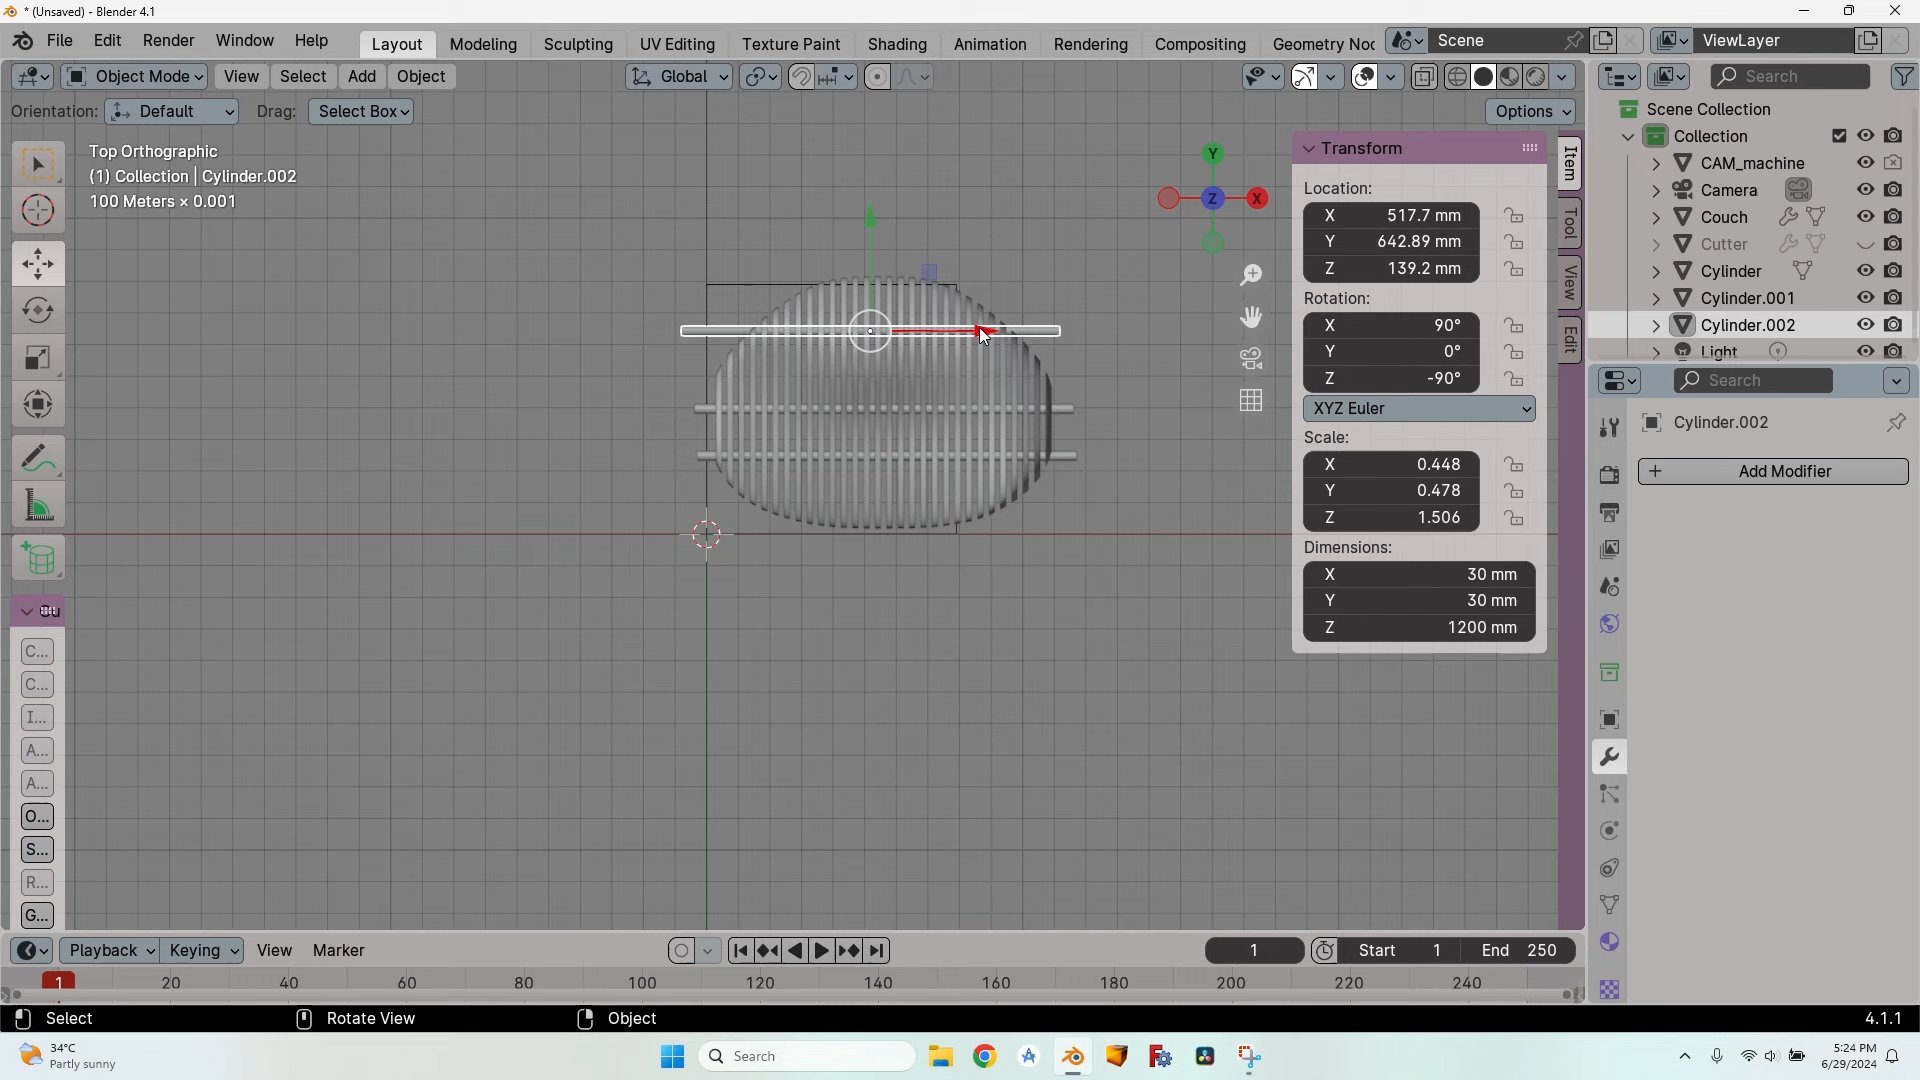 * (Unsaved) - Blender 4.1
File Edit Render Window Help
Layout Modeling Sculpting UV Editing Texture Paint Shading Animation Rendering Compositing Geometry Noc
Scene
ViewLayer
Object Mode View Select Add Object
Global
Search
Orientation: Default Drag: Select Box
Options
Top Orthographic
(1) Collection | Cylinder.002
100 Meters × 0.001
Y
Z
X
Transform
Location:
X 517.7 mm
Y 642.89 mm
Z 139.2 mm
Rotation:
X 90°
Y 0°
Z -90°
XYZ Euler
Scale:
X 0.448
Y 0.478
Z 1.506
Dimensions:
X 30 mm
Y 30 mm
Z 1200 mm
Item
Tool
View
Edit
Scene Collection
Collection
CAM_machine
Camera
Couch
Cutter
Cylinder
Cylinder.001
Cylinder.002
Light
Search
Cylinder.002
+ Add Modifier
C...
C...
I...
A...
A...
O...
S...
R...
G...
Playback Keying View Marker
1
Start 1 End 250
1 20 40 60 80 100 120 140 160 180 200 220 240
Select Rotate View Object
4.1.1
34°C
Partly sunny
Search
5:24 PM
6/29/2024